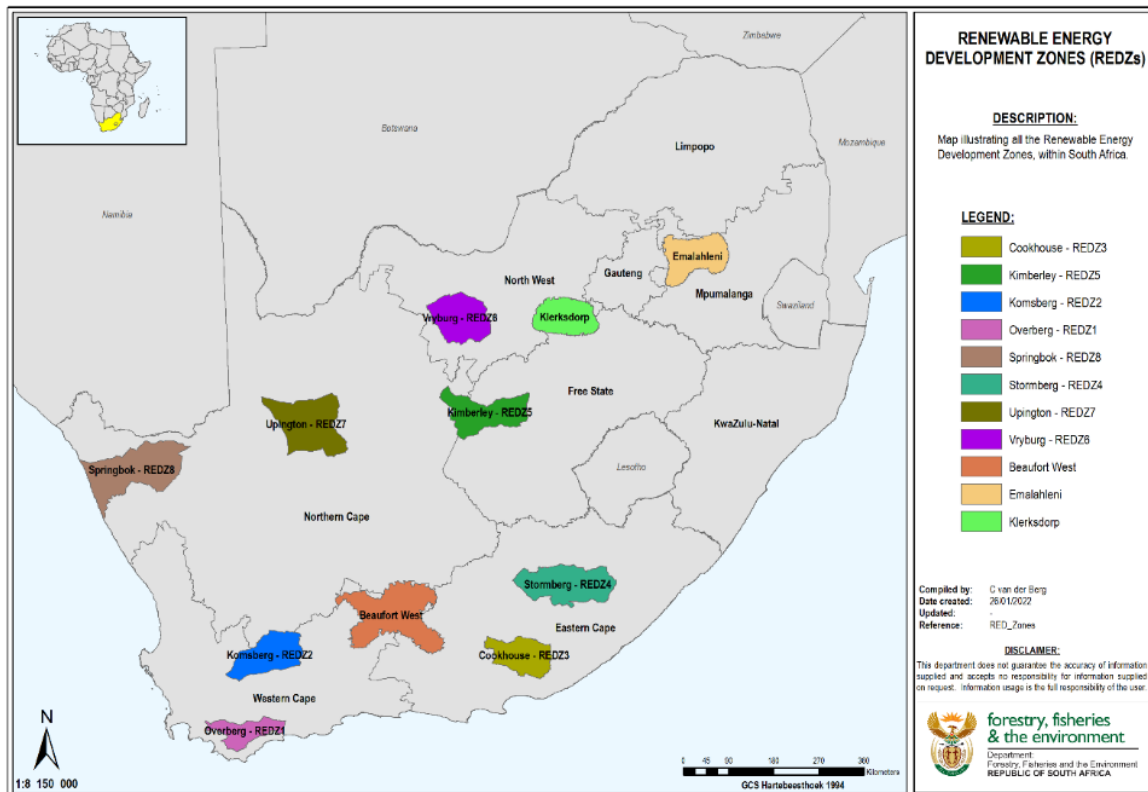 Zimbabwe
Botswana
Mozambique
Limpopo
Namibia
Emalahleni
Gauteng
North West
Mpumalanga
Swaziland
Vryburg - REDZ6
Klerksdorp
Free State
Kimberley - REDZ5
Upington - REDZ7
KwaZulu-Natal
Springbok - REDZ8
Lesotho
Northern Cape
Stormberg - REDZ4
Beaufort West
Eastern Cape
Komsberg - REDZ2
Cookhouse - REDZ3
Western Cape
Overberg - REDZ1
N
1:8 150 000
0 45 90 180 270 360
Kilometers
GCS Hartebeesthoek 1994
RENEWABLE ENERGY
DEVELOPMENT ZONES (REDZs)
DESCRIPTION:
Map illustrating all the Renewable Energy
Development Zones, within South Africa.
LEGEND:
Cookhouse - REDZ3
Kimberley - REDZ5
Komsberg - REDZ2
Overberg - REDZ1
Springbok - REDZ8
Stormberg - REDZ4
Upington - REDZ7
Vryburg - REDZ6
Beaufort West
Emalahleni
Klerksdorp
Compiled by: C van der Berg
Date created: 26/01/2022
Updated: -
Reference: RED_Zones
DISCLAIMER:
This department does not guarantee the accuracy of information
supplied and accepts no responsibility for information supplied
on request. Information usage is the full responsibility of the user.
forestry, fisheries
& the environment
Department:
Forestry, Fisheries and the Environment
REPUBLIC OF SOUTH AFRICA